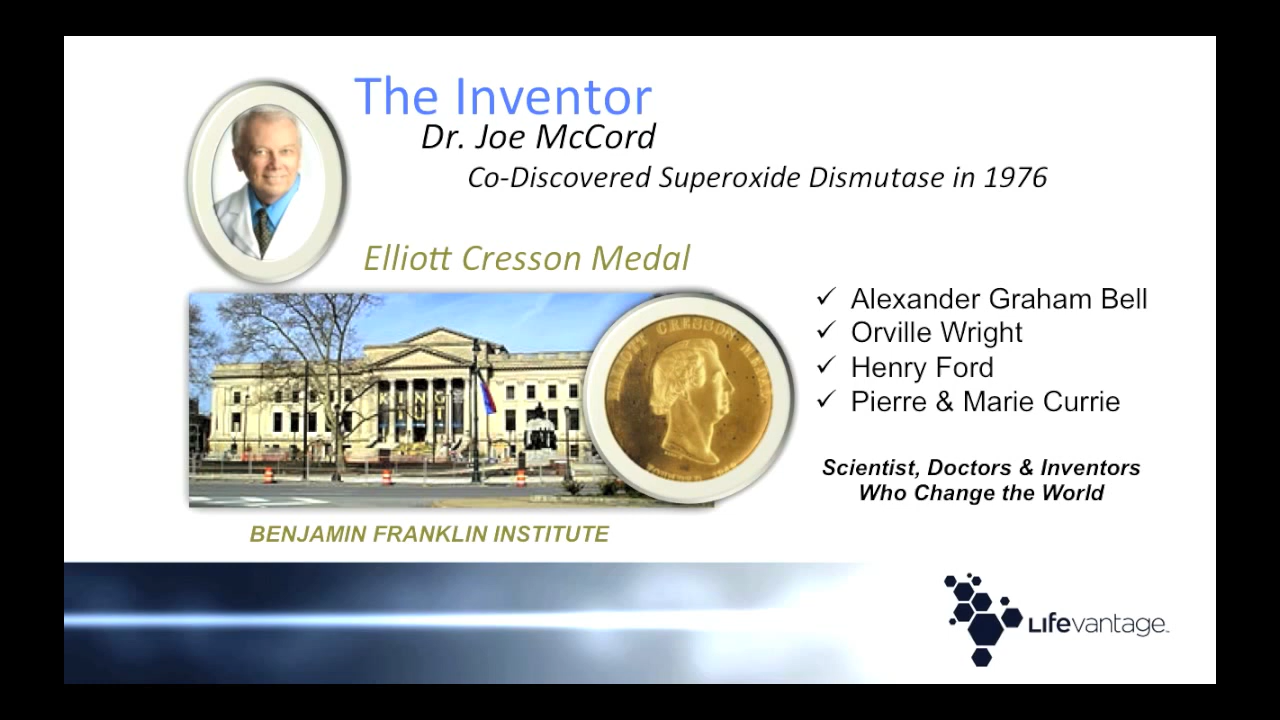 The Inventor
Dr. Joe McCord
Co-Discovered Superoxide Dismutase in 1976
Elliott Cresson Medal
✓ Alexander Graham Bell
✓ Orville Wright
✓ Henry Ford
✓ Pierre & Marie Currie
Scientist, Doctors & Inventors
Who Change the World
BENJAMIN FRANKLIN INSTITUTE
LIfevantage